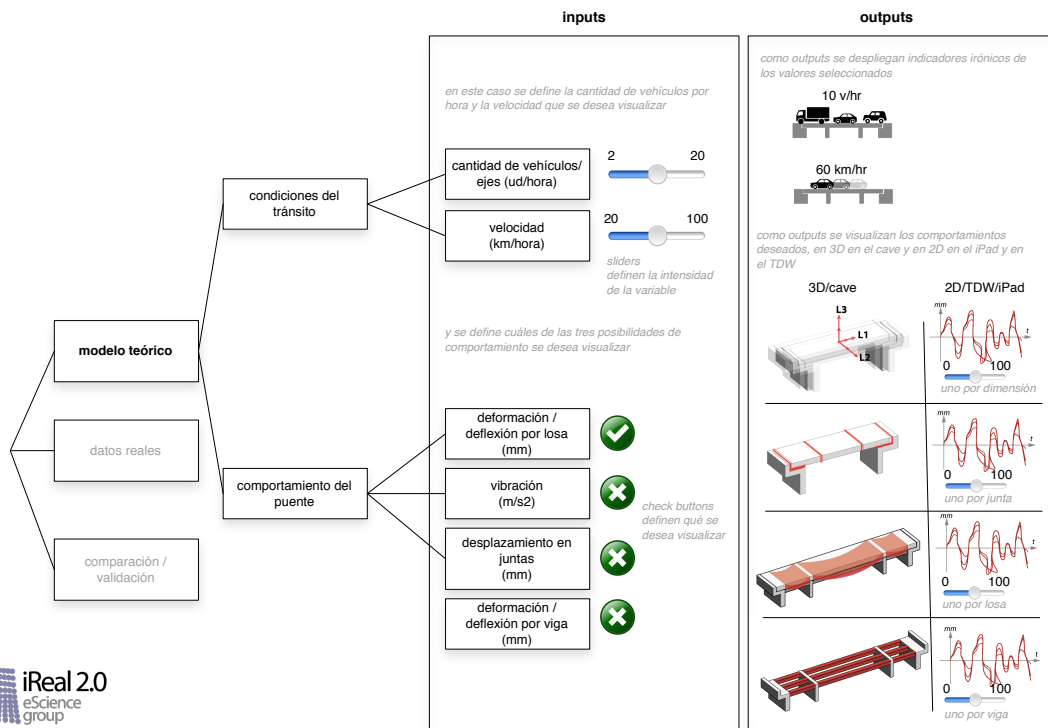 inputs
outputs
en este caso se define la cantidad de vehículos por
hora y la velocidad que se desea visualizar
como outputs se despliegan indicadores irònicos de
los valores seleccionados
10 v/hr
60 km/hr
modelo teórico
datos reales
comparación /
validación
condiciones del
tránsito
comportamiento del
puente
cantidad de vehículos/
ejes (ud/hora)
2
20
velocidad
(km/hora)
20
100
sliders
definen la intensidad
de la variable
y se define cuáles de las tres posibilidades de
comportamiento se desea visualizar
deformación /
deflexión por losa
(mm)
vibración
(m/s2)
desplazamiento en
juntas
(mm)
deformación /
deflexión por viga
(mm)
check buttons
definen qué se
desea visualizar
como outputs se visualizan los comportamientos
deseados, en 3D en el cave y en 2D en el iPad y en
el TDW
3D/cave
2D/TDW/iPad
L3
L1
L2
mm
t
0
100
uno por dimensión
mm
t
0
100
uno por junta
mm
t
0
100
uno por losa
mm
t
0
100
uno por viga
iReal 2.0
eScience
group